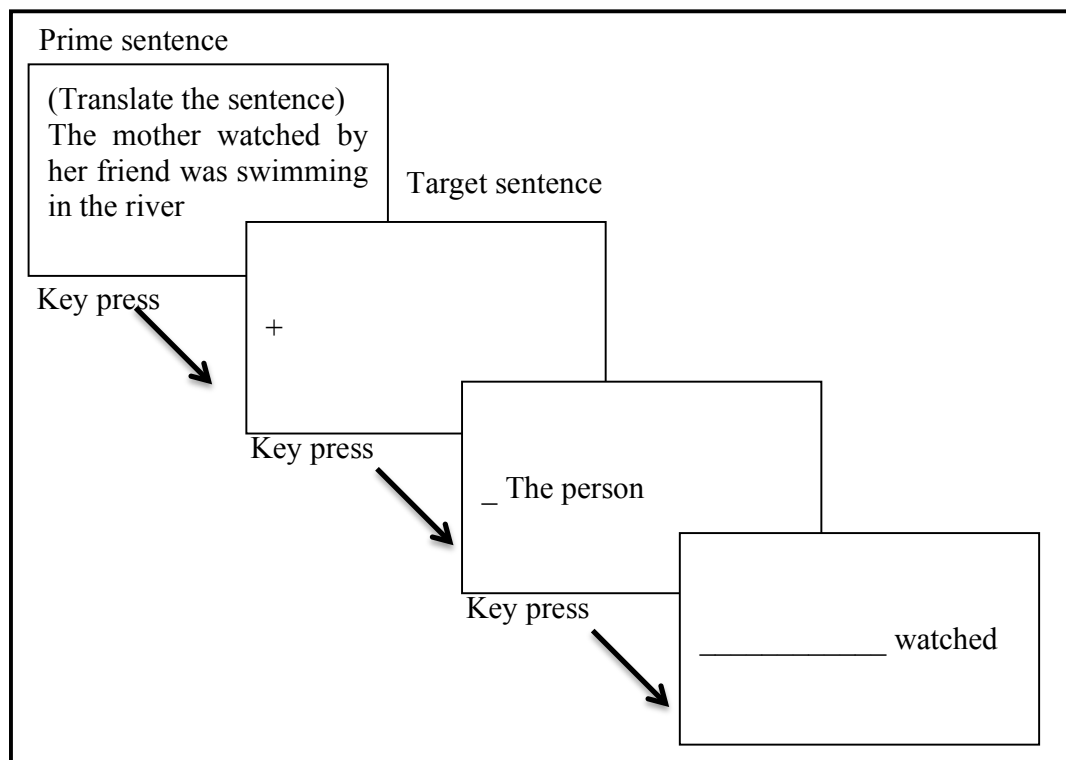 Prime sentence
(Translate the sentence)
The mother watched by
her friend was swimming
in the river
Target sentence
Key press
+
Key press
_ The person
Key press
____________ watched